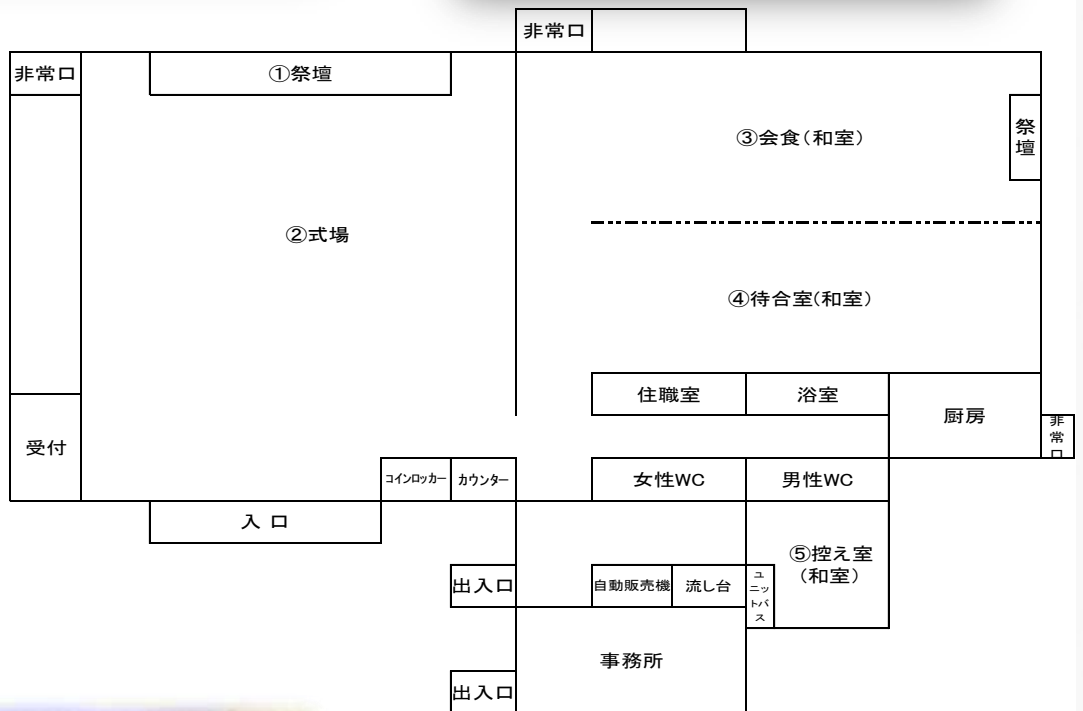 非常口
非常口
①祭壇
③会食（和室）
祭壇
②式場
④待合室(和室）
住職室
浴室
厨房
非常口
受付
コインロッカー
カウンター
女性WC
男性WC
入 口
⑤控え室
（和室）
出入口
自動販売機
流し台
ユニットバス
事務所
出入口